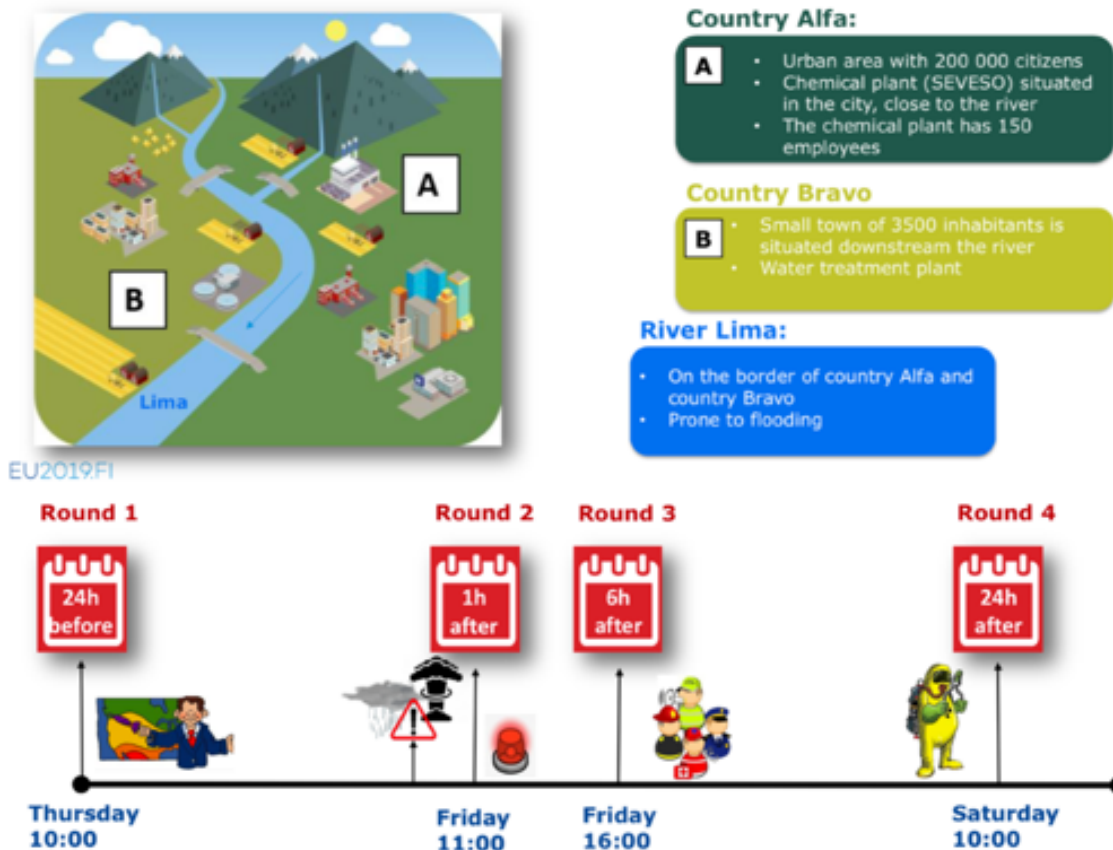 Country Alfa:
A
• Urban area with 200 000 citizens
• Chemical plant (SEVESO) situated
in the city, close to the river
• The chemical plant has 150
employees
Country Bravo
B
• Small town of 3500 inhabitants is
situated downstream the river
• Water treatment plant
River Lima:
• On the border of country Alfa and
country Bravo
• Prone to flooding
A
B
Lima
EU2019.FI
Round 1
Round 2
Round 3
Round 4
24h
before
1h
after
6h
after
24h
after
Thursday
10:00
Friday
11:00
Friday
16:00
Saturday
10:00